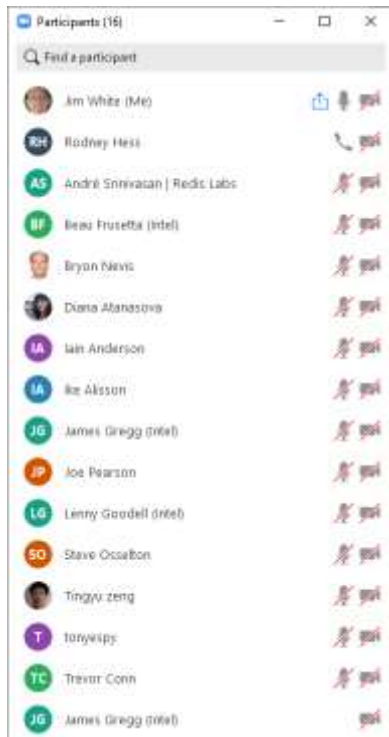 Participants (16)
Find a participant
Jim White (Me)
RH Rodney Hess
AS André Srinivasan | Redis Labs
BF Beau Frusetta (Intel)
Bryon Nevis
Diana Atanasova
IA Iain Anderson
IA Ike Alisson
JG James Gregg (Intel)
JP Joe Pearson
LG Lenny Goodell (Intel)
SO Steve Osselton
Tingyu zeng
T tonyespy
TC Trevor Conn
JG James Gregg (Intel)